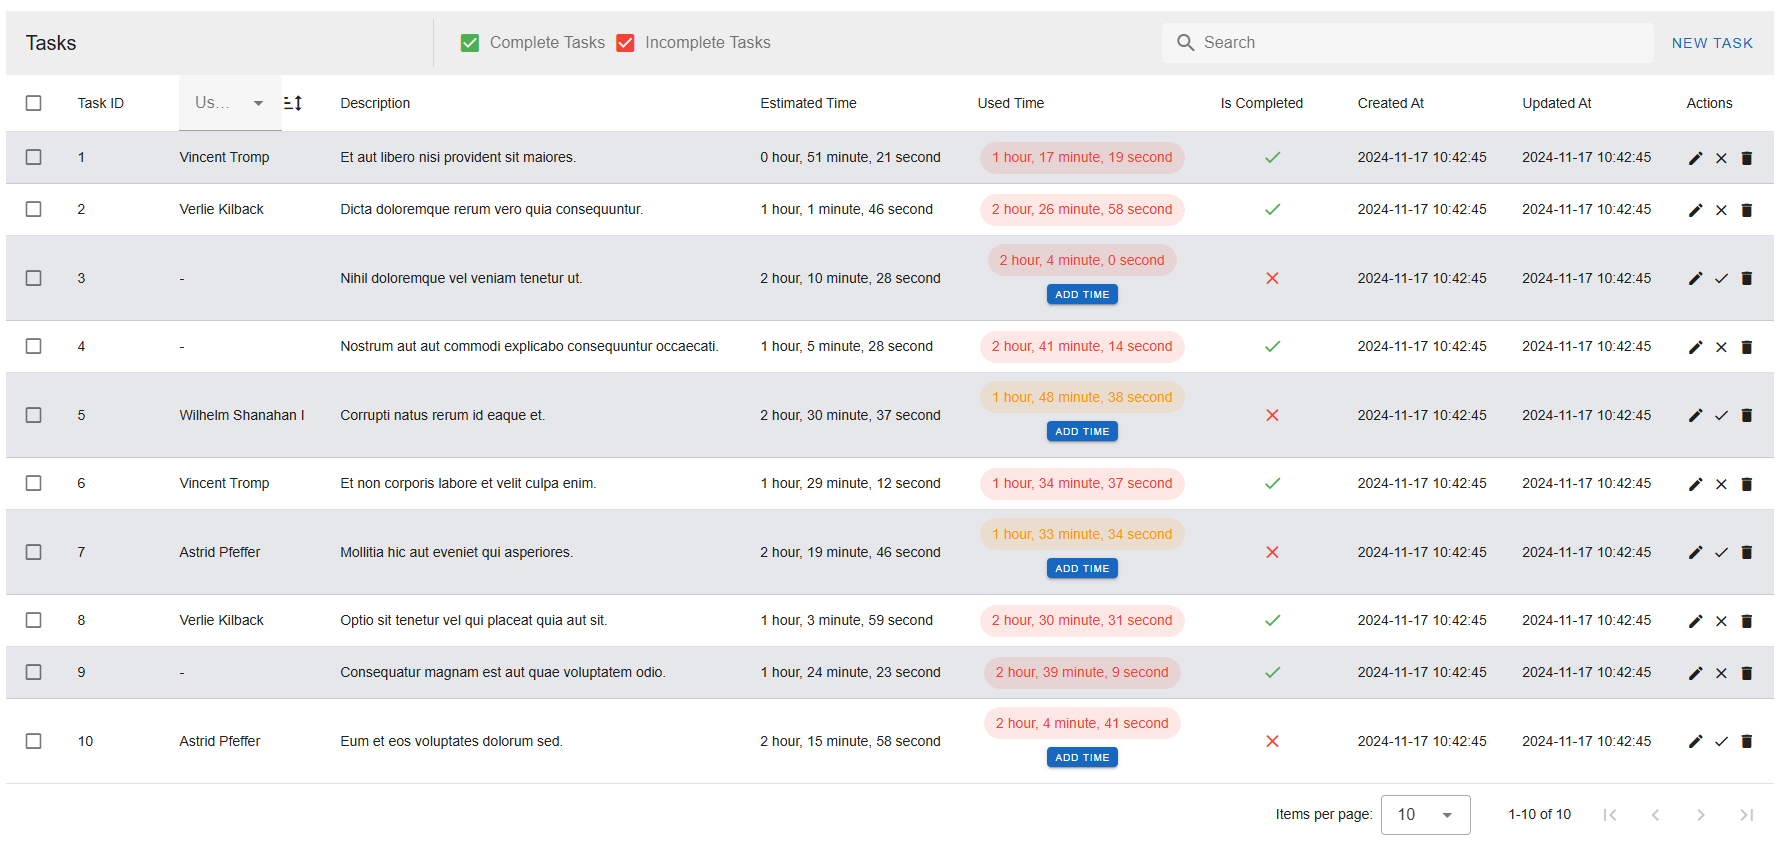 Tasks Complete Tasks Incomplete Tasks Search NEW TASK
Task ID Us... Description Estimated Time Used Time Is Completed Created At Updated At Actions
1 Vincent Tromp Et aut libero nisi provident sit maiores. 0 hour, 51 minute, 21 second 1 hour, 17 minute, 19 second 2024-11-17 10:42:45 2024-11-17 10:42:45
2 Verlie Kilback Dicta doloremque rerum vero quia consequuntur. 1 hour, 1 minute, 46 second 2 hour, 26 minute, 58 second 2024-11-17 10:42:45 2024-11-17 10:42:45
3 - Nihil doloremque vel veniam tenetur ut. 2 hour, 10 minute, 28 second 2 hour, 4 minute, 0 second 2024-11-17 10:42:45 2024-11-17 10:42:45
ADD TIME
4 - Nostrum aut aut commodi explicabo consequuntur occaecati. 1 hour, 5 minute, 28 second 2 hour, 41 minute, 14 second 2024-11-17 10:42:45 2024-11-17 10:42:45
5 Wilhelm Shanahan I Corrupti natus rerum id eaque et. 2 hour, 30 minute, 37 second 1 hour, 48 minute, 38 second 2024-11-17 10:42:45 2024-11-17 10:42:45
ADD TIME
6 Vincent Tromp Et non corporis labore et velit culpa enim. 1 hour, 29 minute, 12 second 1 hour, 34 minute, 37 second 2024-11-17 10:42:45 2024-11-17 10:42:45
7 Astrid Pfeffer Mollitia hic aut eveniet qui asperiores. 2 hour, 19 minute, 46 second 1 hour, 33 minute, 34 second 2024-11-17 10:42:45 2024-11-17 10:42:45
ADD TIME
8 Verlie Kilback Optio sit tenetur vel qui placeat quia aut sit. 1 hour, 3 minute, 59 second 2 hour, 30 minute, 31 second 2024-11-17 10:42:45 2024-11-17 10:42:45
9 - Consequatur magnam est aut quae voluptatem odio. 1 hour, 24 minute, 23 second 2 hour, 39 minute, 9 second 2024-11-17 10:42:45 2024-11-17 10:42:45
10 Astrid Pfeffer Eum et eos voluptates dolorum sed. 2 hour, 15 minute, 58 second 2 hour, 4 minute, 41 second 2024-11-17 10:42:45 2024-11-17 10:42:45
ADD TIME
Items per page: 10 1-10 of 10